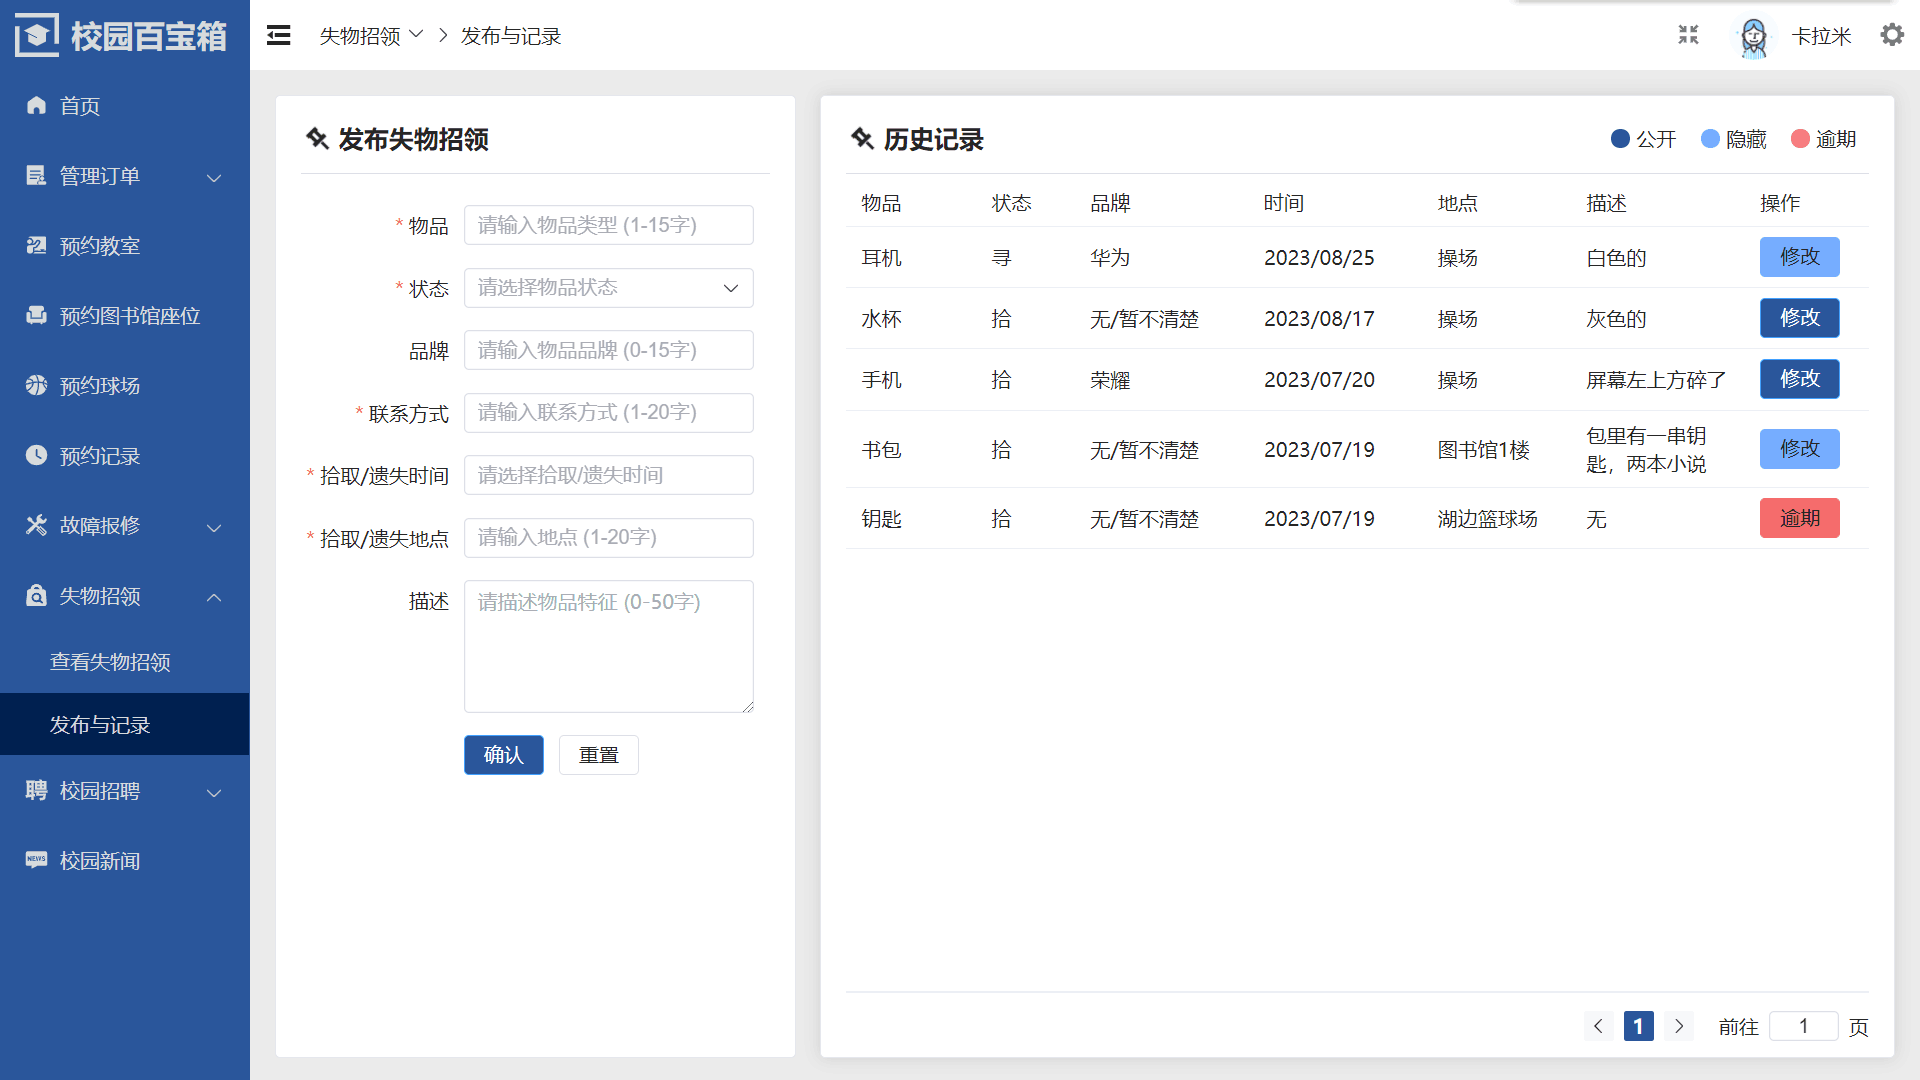 校园百宝箱
首页
管理订单
预约教室
预约图书馆座位
预约球场
预约记录
故障报修
失物招领
查看失物招领
发布与记录
校园招聘
校园新闻
失物招领 > 发布与记录
卡拉米
发布失物招领
* 物品 请输入物品类型 (1-15字)
* 状态 请选择物品状态
品牌 请输入物品品牌 (0-15字)
* 联系方式 请输入联系方式 (1-20字)
* 拾取/遗失时间 请选择拾取/遗失时间
* 拾取/遗失地点 请输入地点 (1-20字)
描述 请描述物品特征 (0-50字)
确认 重置
历史记录 公开 隐藏 逾期
物品 状态 品牌 时间 地点 描述 操作
耳机 寻 华为 2023/08/25 操场 白色的 修改
水杯 拾 无/暂不清楚 2023/08/17 操场 灰色的 修改
手机 拾 荣耀 2023/07/20 操场 屏幕左上方碎了 修改
书包 拾 无/暂不清楚 2023/07/19 图书馆1楼 包里有一串钥
匙，两本小说 修改
钥匙 拾 无/暂不清楚 2023/07/19 湖边篮球场 无 逾期
1 前往 1 页